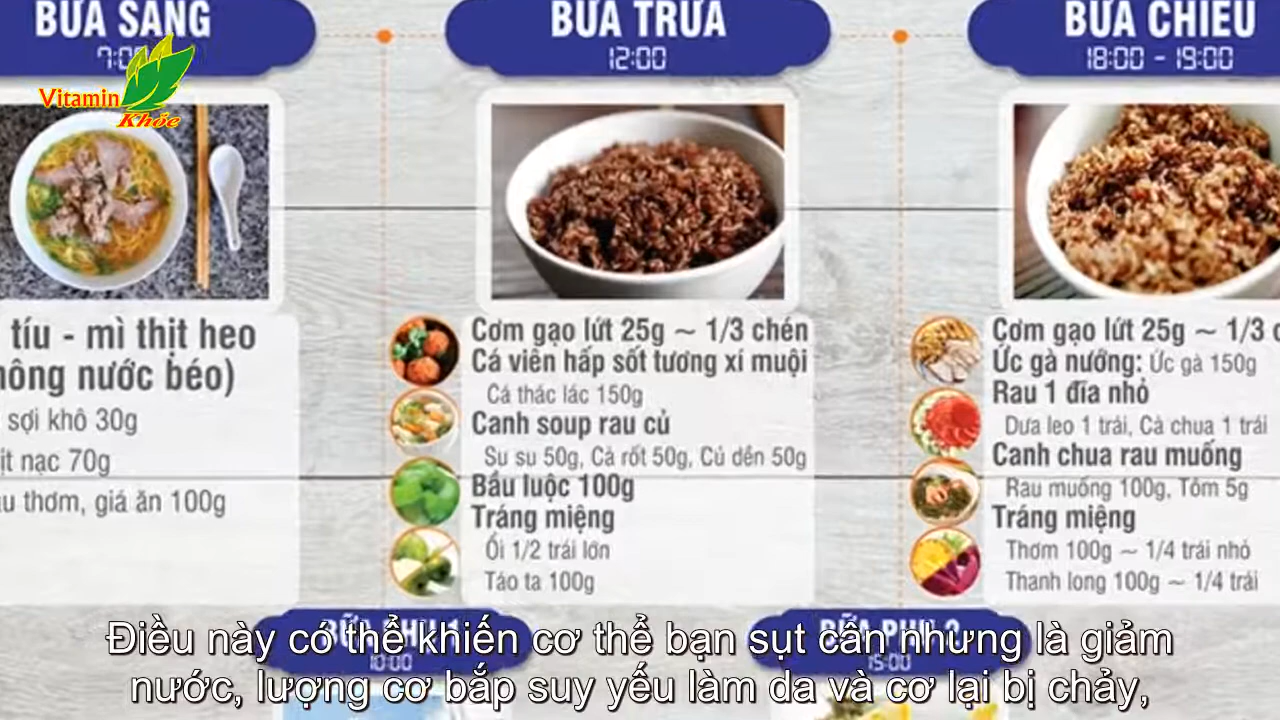 BỮA SÁNG
BỮA TRƯA
12:00
BỮA CHIỀU
18:00 - 19:00
Vitamin
Khỏe
tíu - mì thịt heo
nước béo)
sợi khô 30g
nạc 70g
thơm, giá ăn 100g
Cơm gạo lứt 25g ~ 1/3 chén
Cá viên hấp sốt tương xí muội
Cá thác lác 150g
Canh soup rau củ
Su su 50g, Cà rốt 50g, Củ dền 50g
Bầu luộc 100g
Tráng miệng
Ổi 1/2 trái lớn
Táo ta 100g
Cơm gạo lứt 25g ~ 1/3
Ức gà nướng: Ức gà 150g
Rau 1 đĩa nhỏ
Dưa leo 1 trái, Cà chua 1 trái
Canh chua rau muống
Rau muống 100g, Tôm 5g
Tráng miệng
Thơm 100g ~ 1/4 trái nhỏ
Thanh long 100g ~ 1/4 trái
10:00
15:00
Điều này có thể khiến cơ thể bạn sụt cân nhưng là giảm
nước, lượng cơ bắp suy yếu làm da và cơ lại bị chảy,